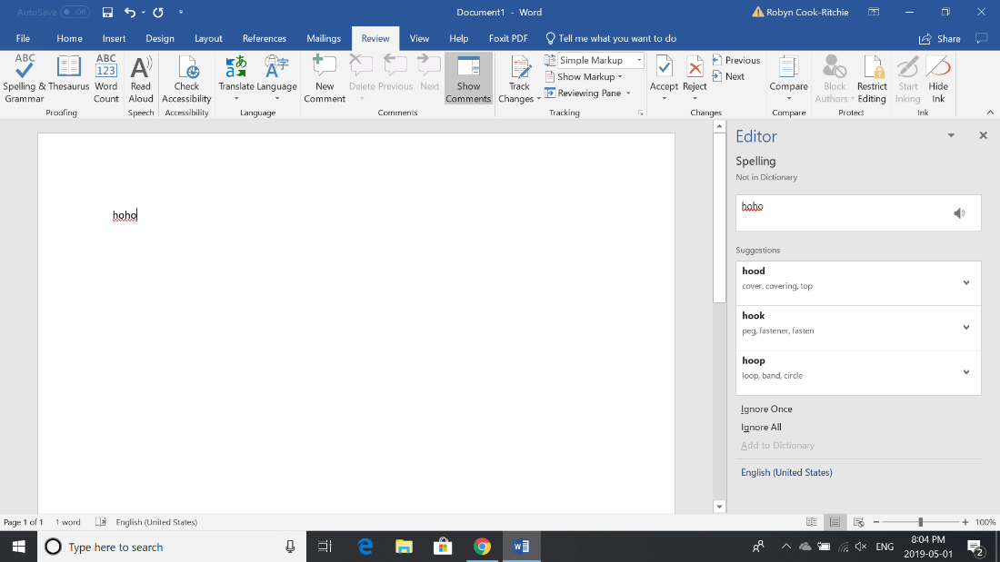 AutoSave Off
Document1 - Word
Robyn Cook-Ritchie
File Home Insert Design Layout References Mailings Review View Help Foxit PDF Tell me what you want to do Share
ABC
Spelling & Grammar
Thesaurus
ABC
123
Word Count
Proofing
A
Read Aloud
Speech
Check Accessibility
Accessibility
Translate
Language
Language
New Comment
Delete
Previous
Next
Show Comments
Comments
Track Changes
Simple Markup
Show Markup
Reviewing Pane
Tracking
Accept
Reject
Previous
Next
Changes
Compare
Compare
Block Authors
Restrict Editing
Protect
Start Inking
Hide Ink
Ink
hoho
Editor
Spelling
Not in Dictionary
hoho
Suggestions
hood
cover, covering, top
hook
peg, fastener, fasten
hoop
loop, band, circle
Ignore Once
Ignore All
Add to Dictionary
English (United States)
Page 1 of 1 1 word English (United States) 100%
Type here to search
ENG
8:04 PM
2019-05-01
2